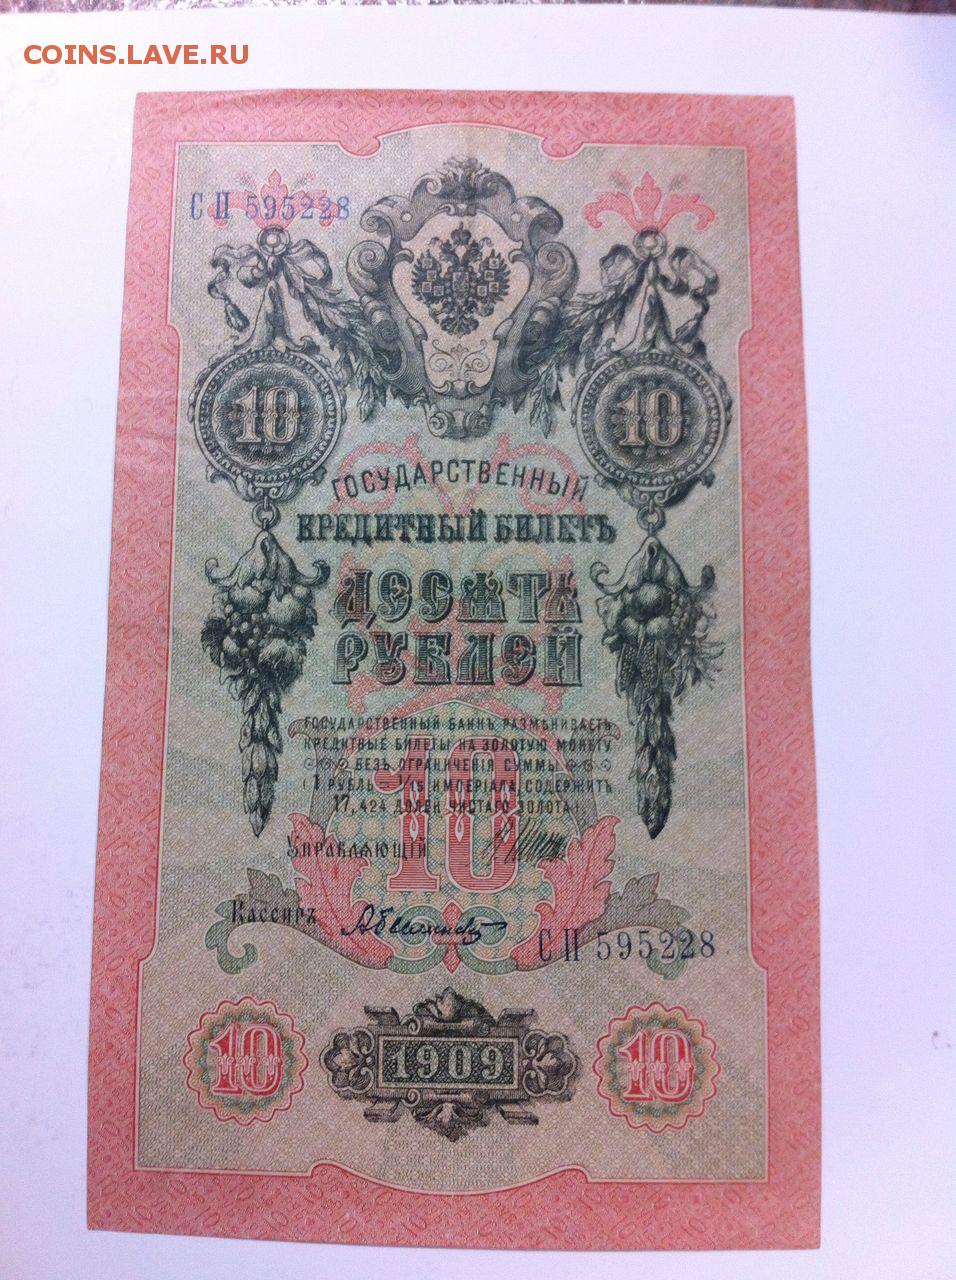 COINS.LAVE.RU
СП 595228
10 10
ГОСУДАРСТВЕННЫЙ
КРЕДИТНЫЙ БИЛЕТЪ
ДЕСЯТЬ
РУБЛЕЙ
ГОСУДАРСТВЕННЫЙ БАНКЪ РАЗМѢНИВАЕТЪ
КРЕДИТНЫЕ БИЛЕТЫ НА ЗОЛОТУЮ МОНЕТУ
БЕЗЪ ОГРАНИЧЕНІЯ СУММЫ
(1 РУБЛЬ = 1/15 ИМПЕРІАЛА, СОДЕРЖИТЪ
17,424 ДОЛЕЙ ЧИСТАГО ЗОЛОТА)
10
Управляющій
Кассиръ
СП 595228
10 1909 10